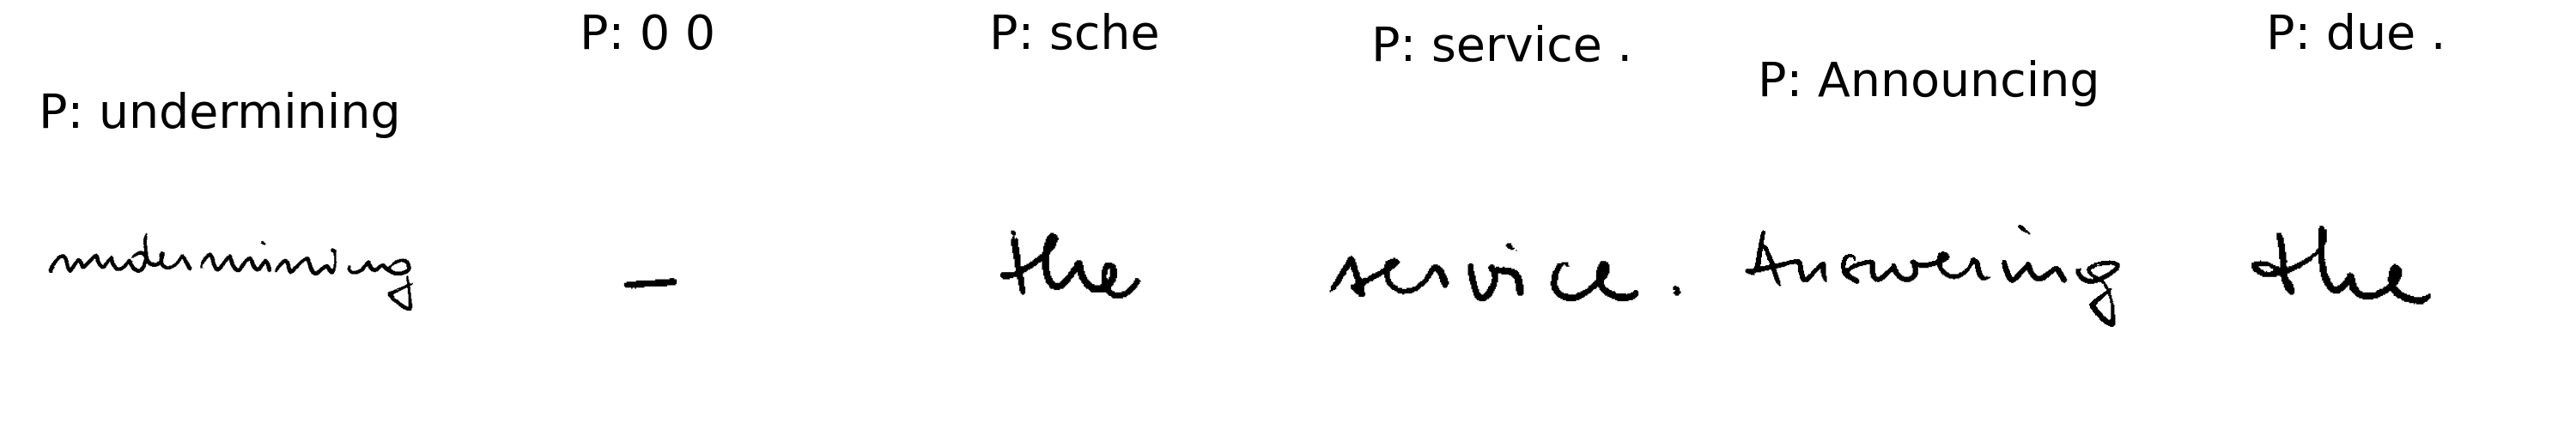 P: undermining P: 0 0 P: sche P: service . P: Announcing P: due .
undermining — the service . Answering the